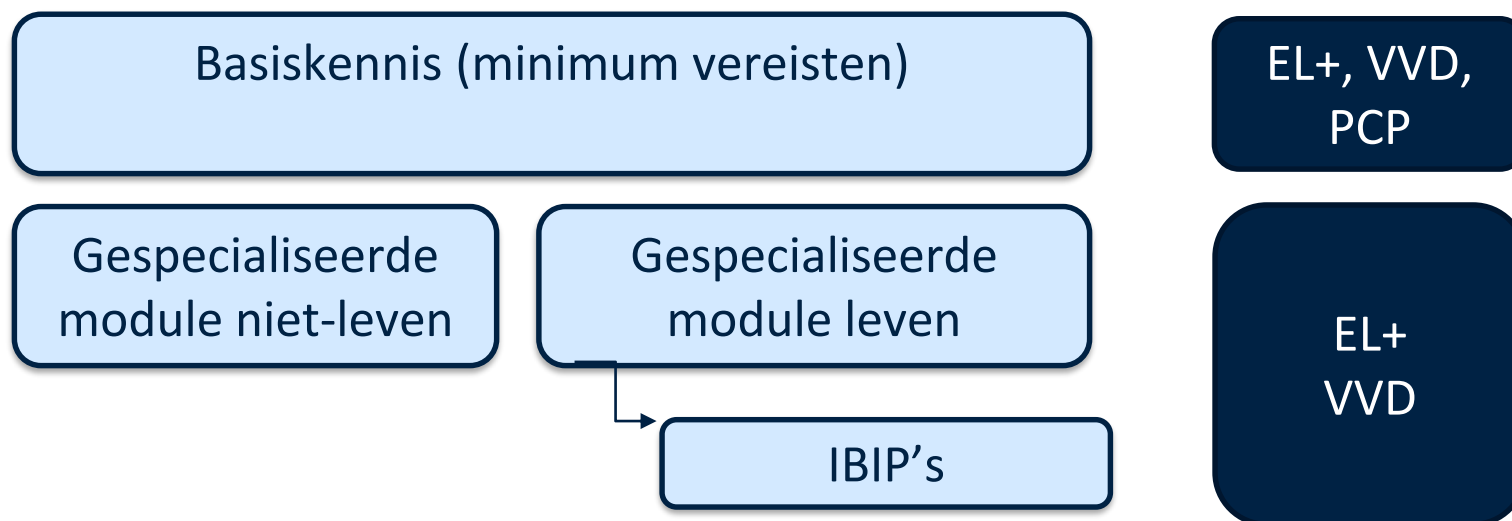 Basiskennis (minimum vereisten)
EL+, VVD,
PCP
Gespecialiseerde
module niet-leven
Gespecialiseerde
module leven
EL+
VVD
IBIP’s